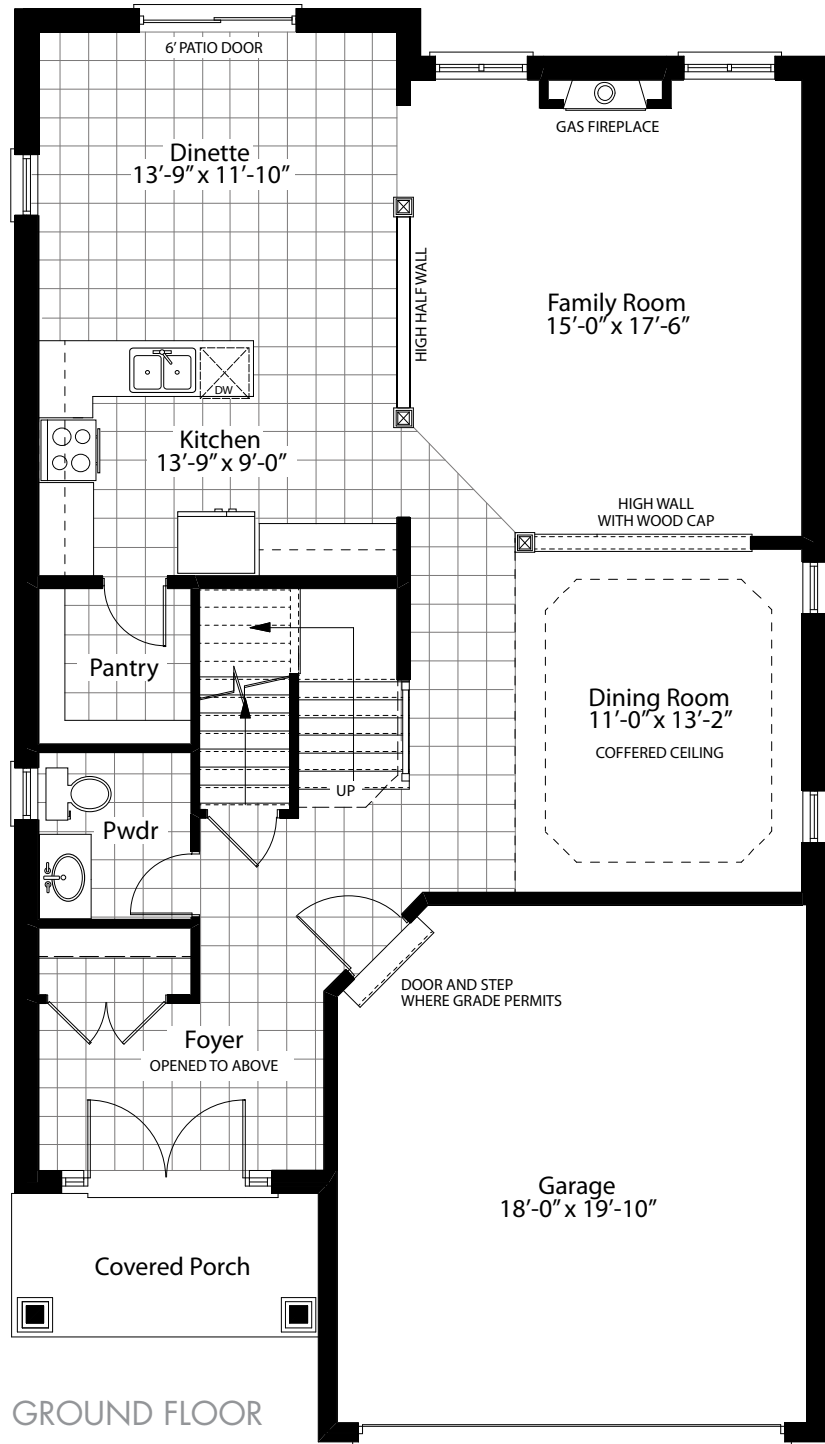 6’ PATIO DOOR
GAS FIREPLACE
Dinette
13’-9” x 11’-10”
HIGH HALF WALL
Family Room
15’-0” x 17’-6”
DW
Kitchen
13’-9” x 9’-0”
HIGH WALL
WITH WOOD CAP
Pantry
Dining Room
11’-0” x 13’-2”
COFFERED CEILING
UP
Pwdr
DOOR AND STEP
WHERE GRADE PERMITS
Foyer
OPENED TO ABOVE
Garage
18’-0” x 19’-10”
Covered Porch
GROUND FLOOR